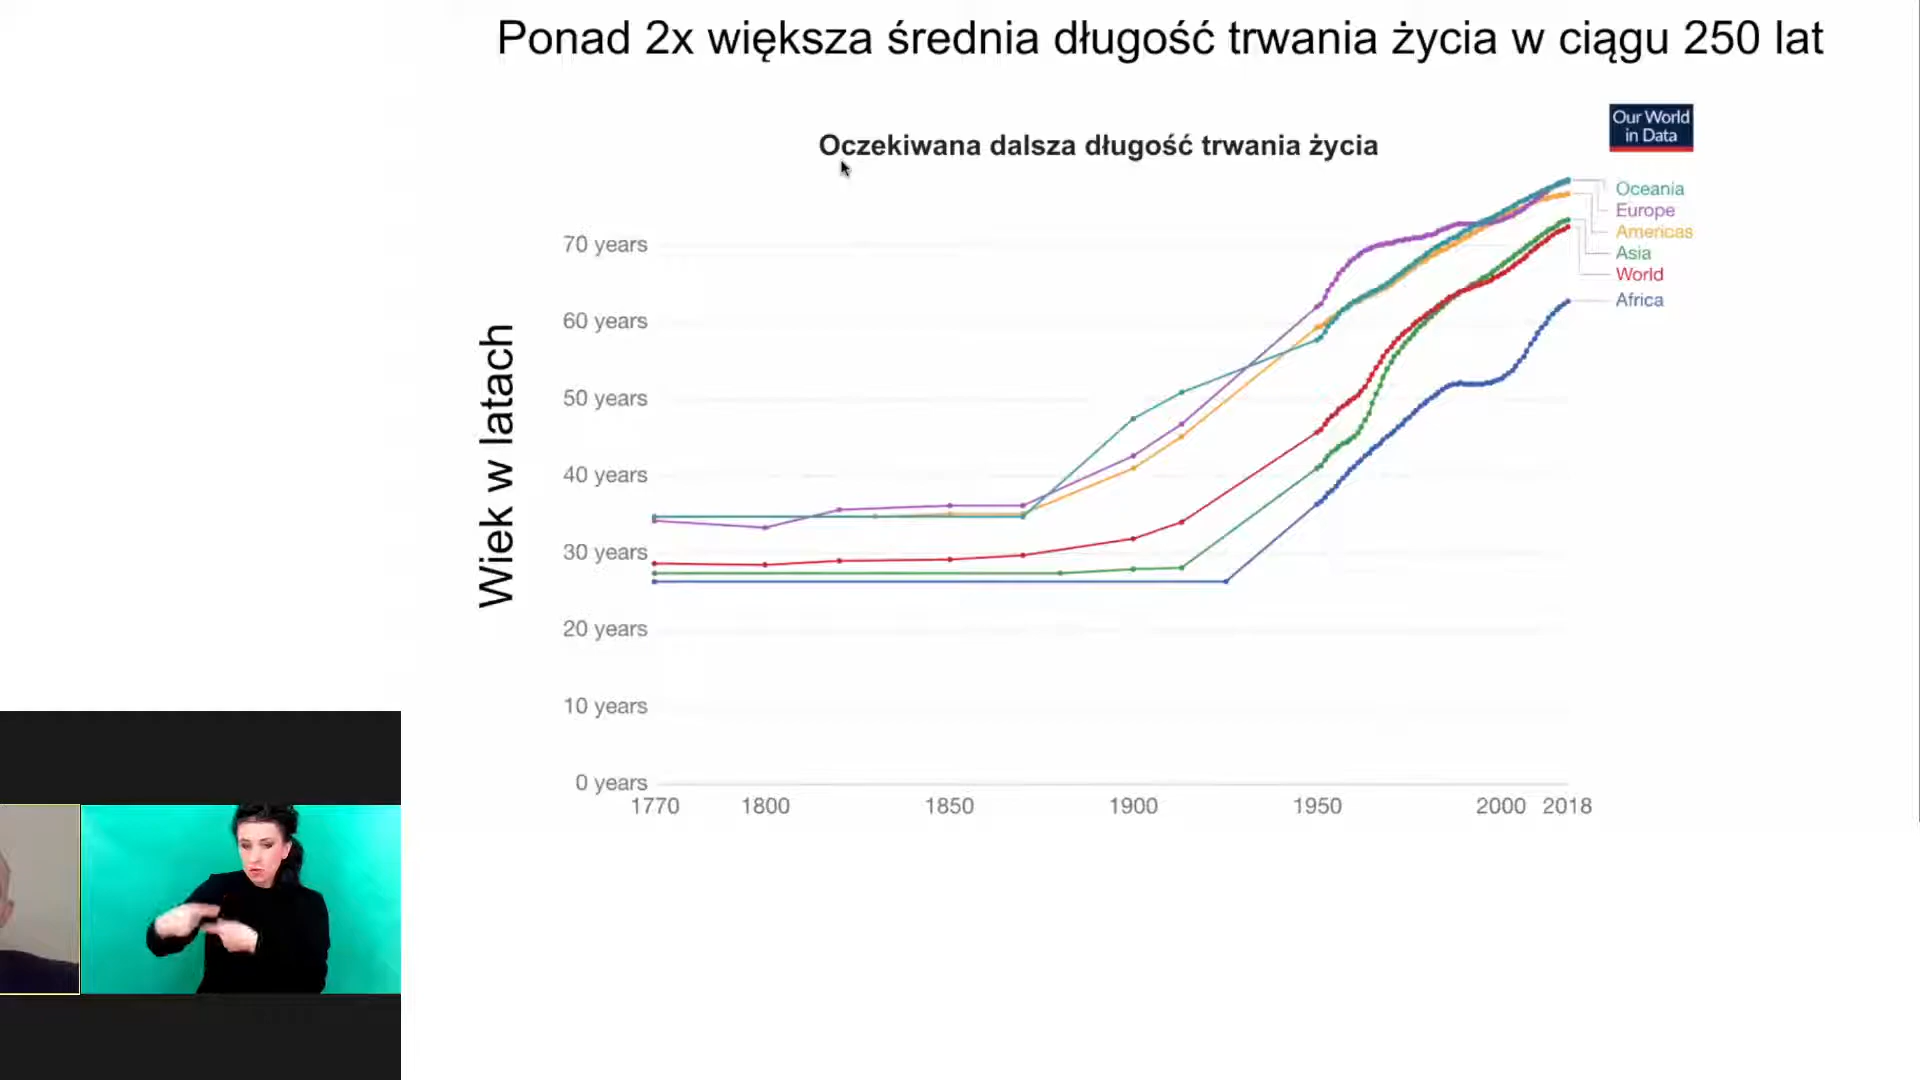 Ponad 2x większa średnia długość trwania życia w ciągu 250 lat
Oczekiwana dalsza długość trwania życia
Our World
in Data
Oceania
Europe
Americas
Asia
World
Africa
Wiek w latach
70 years
60 years
50 years
40 years
30 years
20 years
10 years
0 years
1770 1800 1850 1900 1950 2000 2018